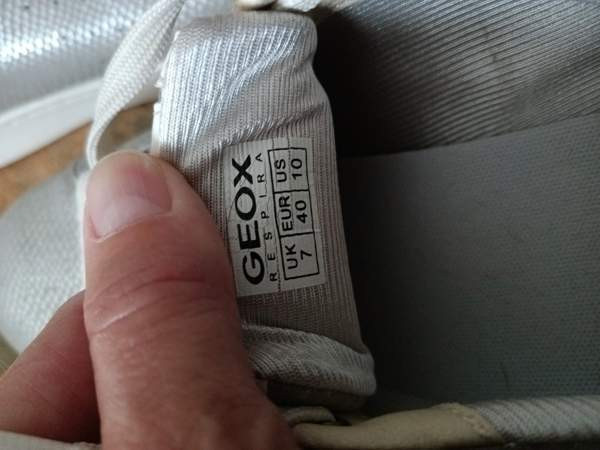 GEOX
RESPIRA
UK EUR US
7 40 10